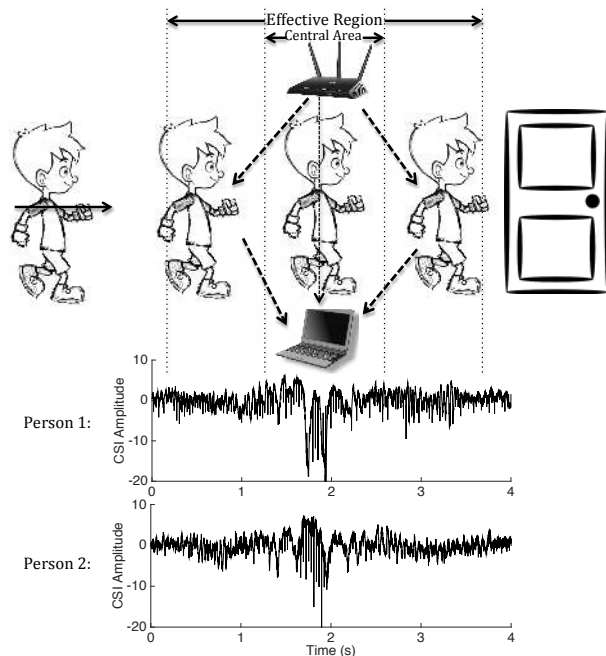 Effective Region
Central Area
Person 1:
CSI Amplitude
10
0
-10
-20
0 1 2 3 4
Person 2:
CSI Amplitude
10
0
-10
-20
0 1 2 3 4
Time (s)